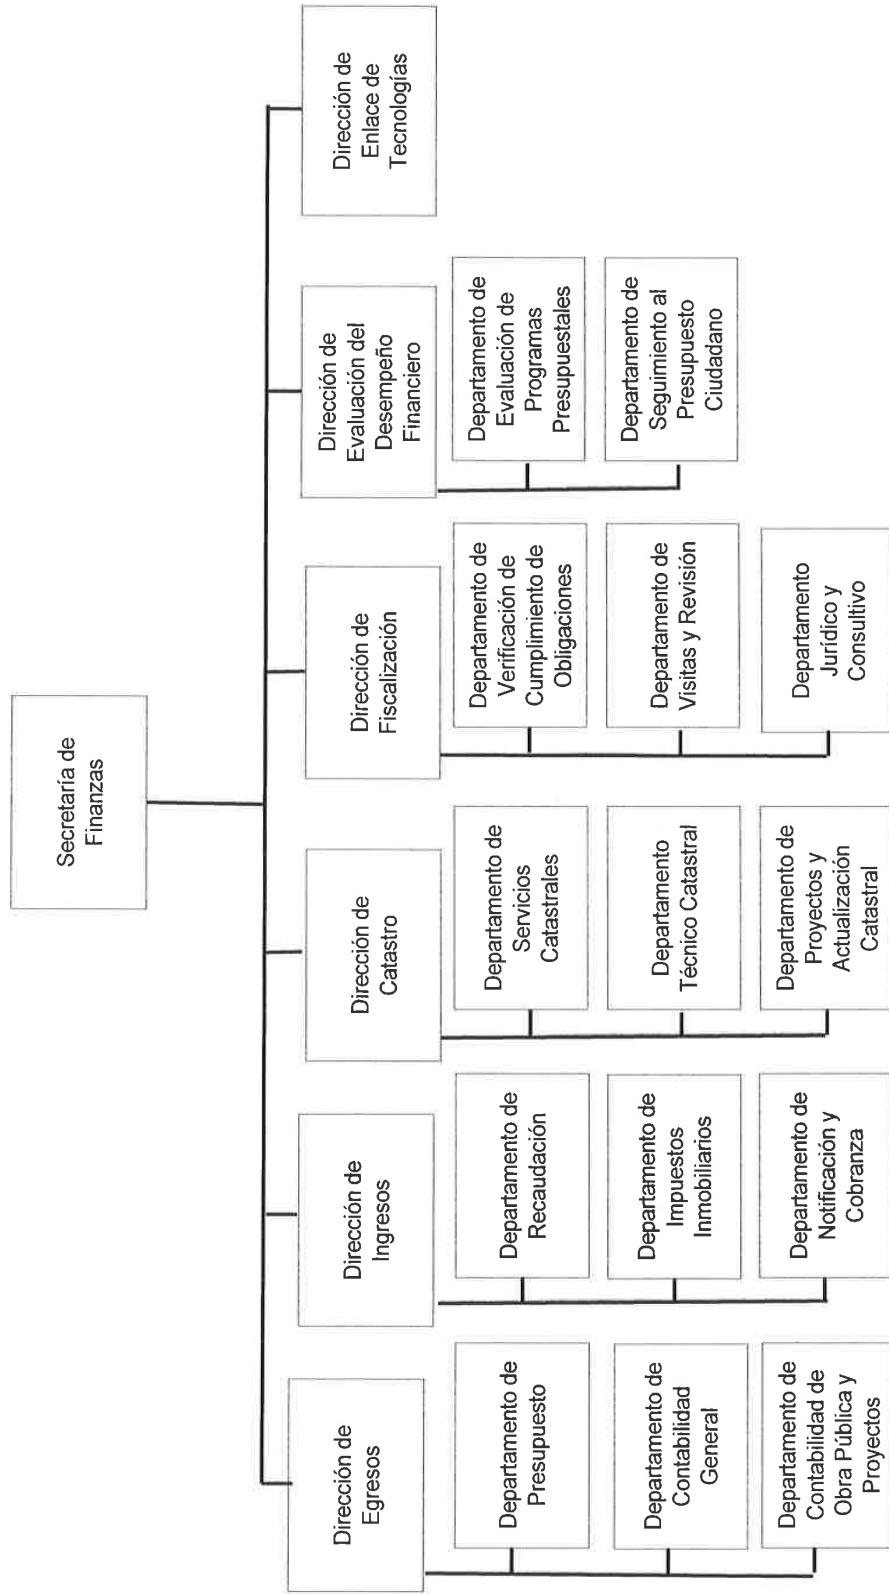 Secretaría de
Finanzas
Dirección de
Egresos
Dirección de
Ingresos
Dirección de
Catastro
Dirección de
Fiscalización
Dirección de
Evaluación del
Desempeño
Financiero
Dirección de
Enlace de
Tecnologías
Departamento de
Presupuesto
Departamento de
Recaudación
Departamento de
Servicios
Catastrales
Departamento de
Verificación de
Cumplimiento de
Obligaciones
Departamento de
Evaluación de
Programas
Presupuestales
Departamento de
Contabilidad
General
Departamento de
Impuestos
Inmobiliarios
Departamento
Técnico Catastral
Departamento de
Visitas y Revisión
Departamento de
Seguimiento al
Presupuesto
Ciudadano
Departamento de
Contabilidad de
Obra Pública y
Proyectos
Departamento de
Notificación y
Cobranza
Departamento de
Proyectos y
Actualización
Catastral
Departamento
Jurídico y
Consultivo